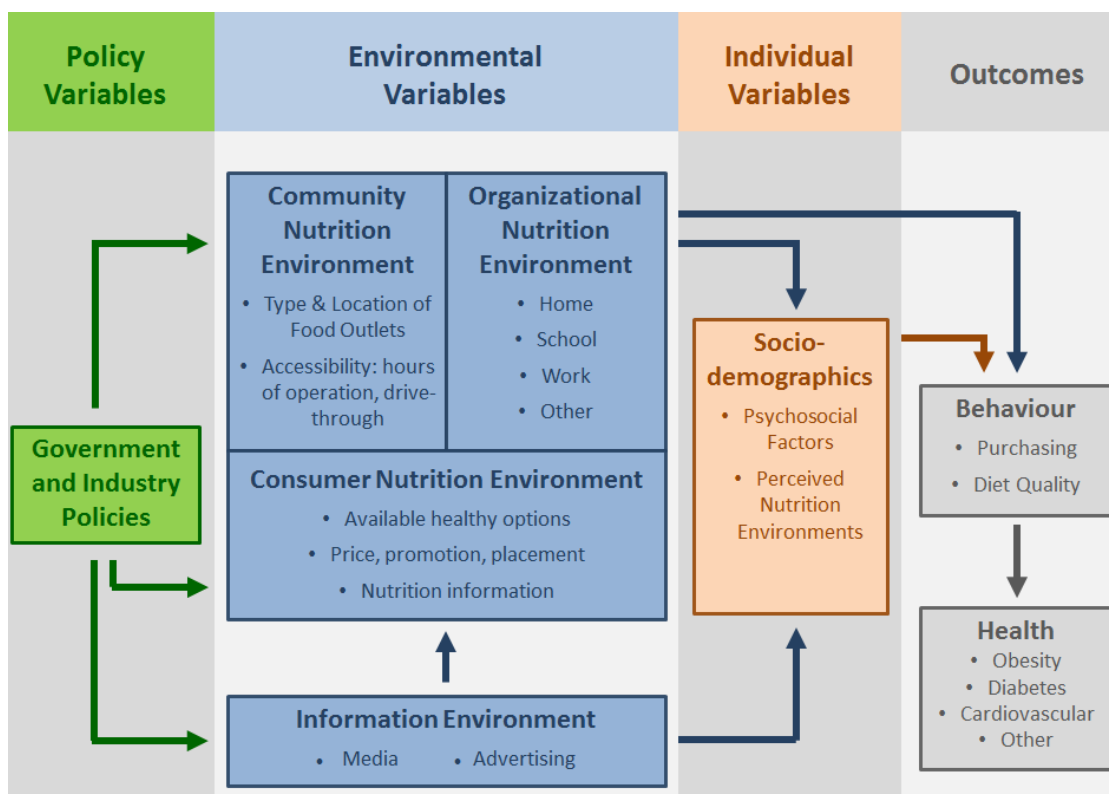 Policy
Variables
Environmental
Variables
Individual
Variables
Outcomes
Community
Nutrition
Environment
• Type & Location of
Food Outlets
• Accessibility: hours
of operation, drive-
through
Organizational
Nutrition
Environment
• Home
• School
• Work
• Other
Consumer Nutrition Environment
• Available healthy options
• Price, promotion, placement
• Nutrition information
Information Environment
• Media • Advertising
Government
and Industry
Policies
Socio-
demographics
• Psychosocial
Factors
• Perceived
Nutrition
Environments
Behaviour
• Purchasing
• Diet Quality
Health
• Obesity
• Diabetes
• Cardiovascular
• Other